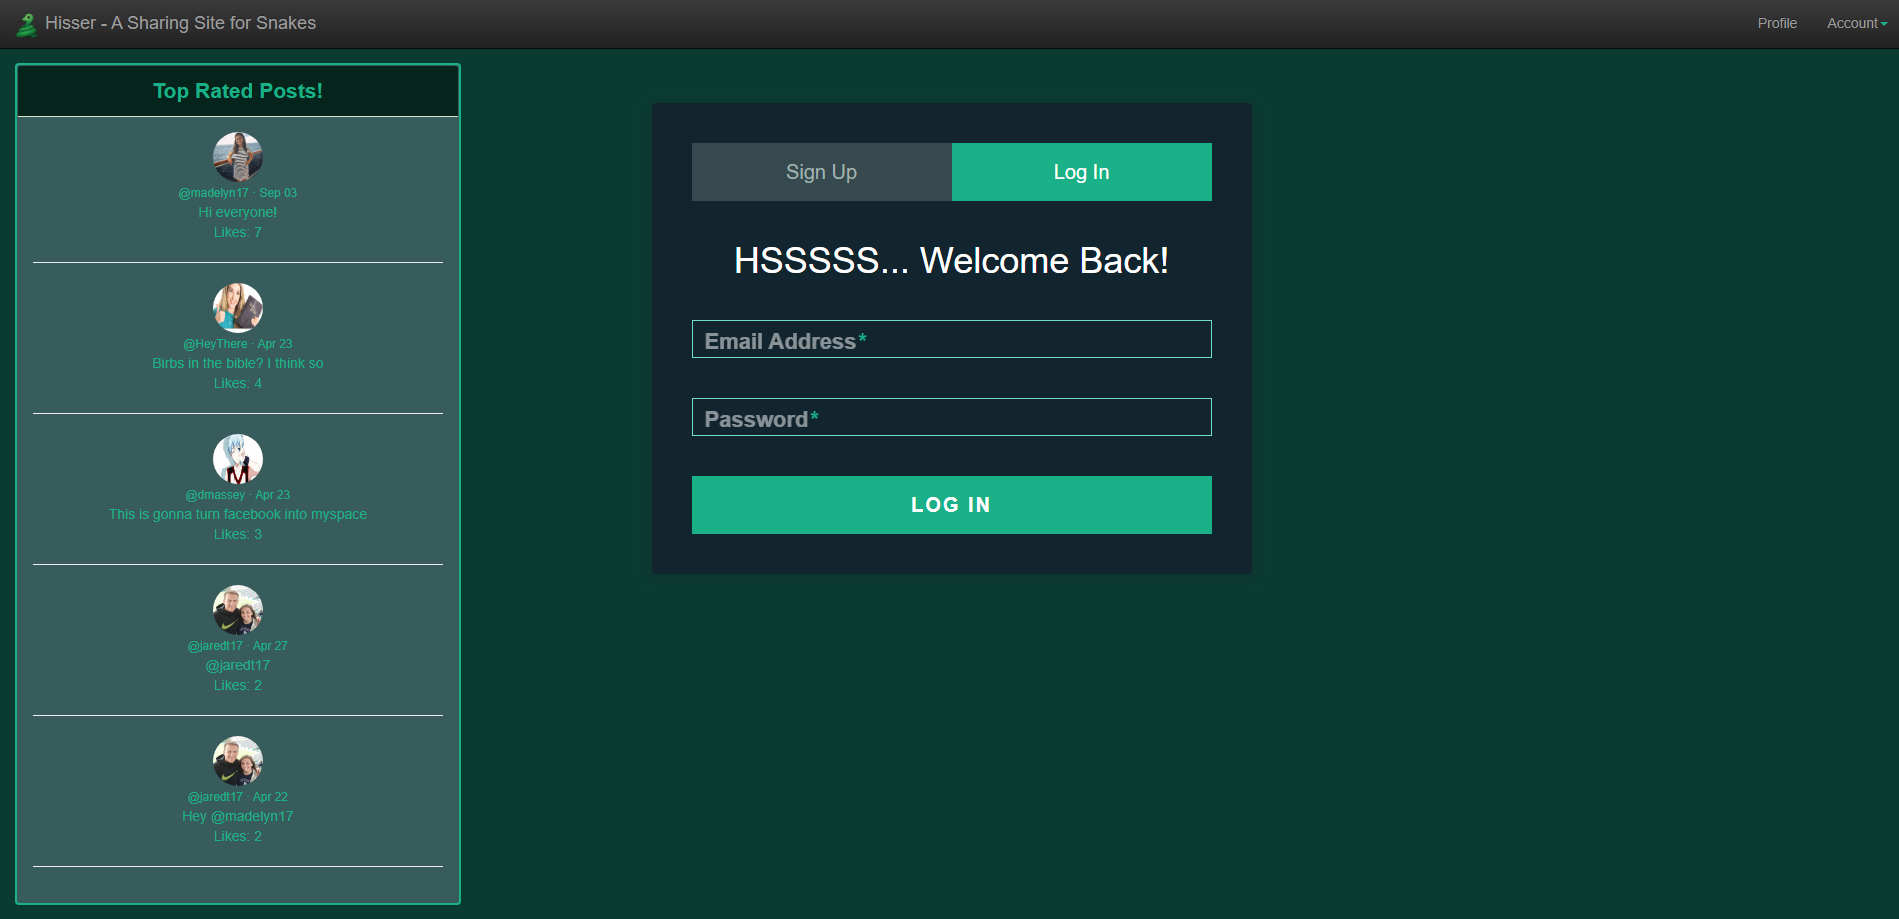 Hisser - A Sharing Site for Snakes
Profile
Account
Top Rated Posts!
@madelyn17 · Sep 03
Hi everyone!
Likes: 7
@HeyThere · Apr 23
Birbs in the bible? I think so
Likes: 4
@dmassey · Apr 23
This is gonna turn facebook into myspace
Likes: 3
@jaredt17 · Apr 27
@jaredt17
Likes: 2
@jaredt17 · Apr 22
Hey @madelyn17
Likes: 2
Sign Up
Log In
HSSSSS... Welcome Back!
Email Address*
Password*
LOG IN